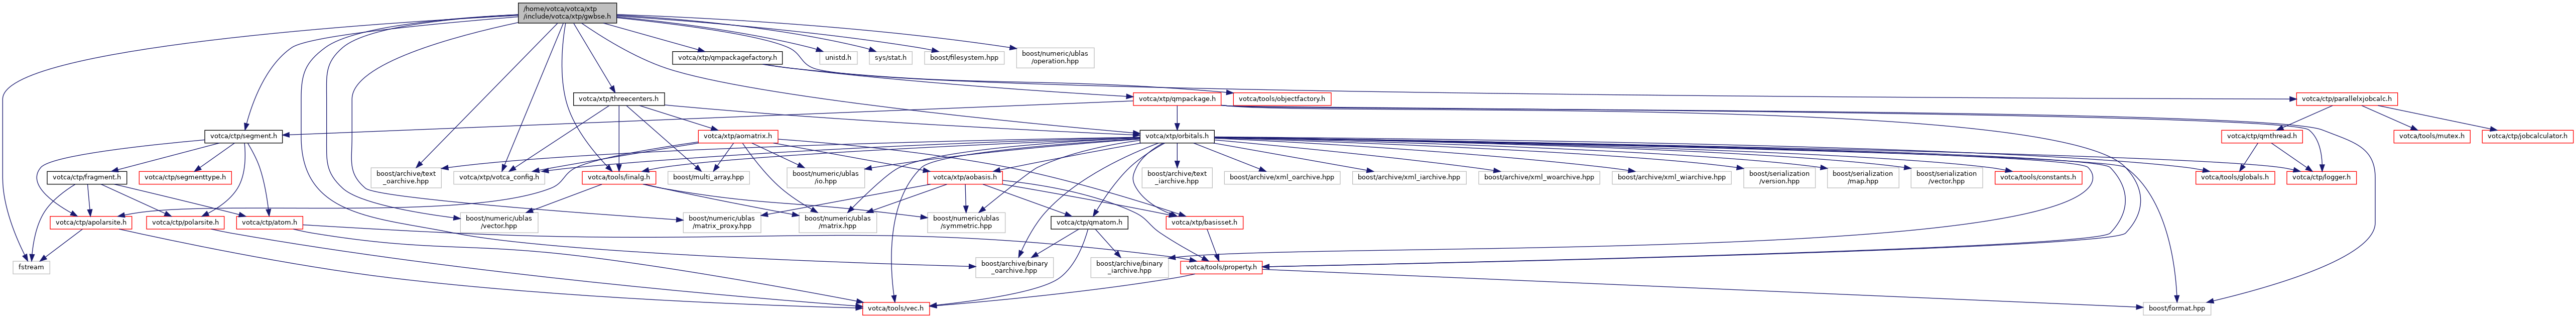 /home/votca/votca/xtp
/include/votca/xtp/gwbse.h
votca/xtp/qmpackagefactory.h
unistd.h
sys/stat.h
boost/filesystem.hpp
boost/numeric/ublas
/operation.hpp
votca/xtp/threecenters.h
votca/xtp/qmpackage.h
votca/tools/objectfactory.h
votca/ctp/parallelxjobcalc.h
votca/ctp/segment.h
votca/xtp/aomatrix.h
votca/xtp/orbitals.h
votca/ctp/qmthread.h
votca/tools/mutex.h
votca/ctp/jobcalculator.h
votca/ctp/fragment.h
votca/ctp/segmenttype.h
boost/archive/text
_oarchive.hpp
votca/xtp/votca_config.h
votca/tools/linalg.h
boost/multi_array.hpp
boost/numeric/ublas
/io.hpp
votca/xtp/aobasis.h
boost/archive/text
_iarchive.hpp
boost/archive/xml_oarchive.hpp
boost/archive/xml_iarchive.hpp
boost/archive/xml_woarchive.hpp
boost/archive/xml_wiarchive.hpp
boost/serialization
/version.hpp
boost/serialization
/map.hpp
boost/serialization
/vector.hpp
votca/tools/constants.h
votca/tools/globals.h
votca/ctp/logger.h
votca/ctp/apolarsite.h
votca/ctp/polarsite.h
votca/ctp/atom.h
boost/numeric/ublas
/vector.hpp
boost/numeric/ublas
/matrix_proxy.hpp
boost/numeric/ublas
/matrix.hpp
boost/numeric/ublas
/symmetric.hpp
votca/ctp/qmatom.h
votca/xtp/basisset.h
fstream
boost/archive/binary
_oarchive.hpp
boost/archive/binary
_iarchive.hpp
votca/tools/property.h
votca/tools/vec.h
boost/format.hpp